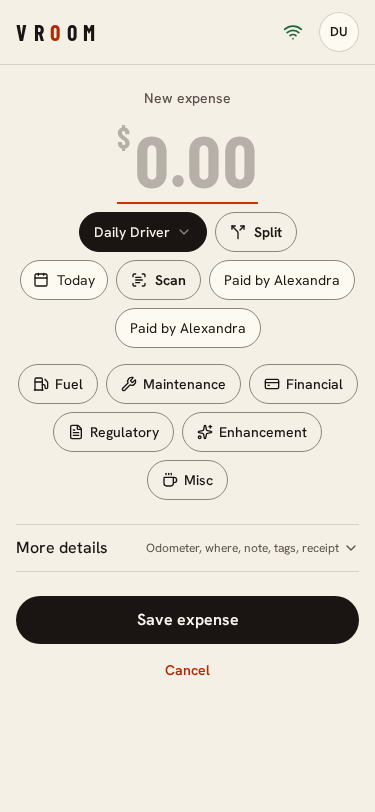 VROOM
DU
New expense
$0.00
Daily Driver
Split
Today
Scan
Paid by Alexandra
Paid by Alexandra
Fuel
Maintenance
Financial
Regulatory
Enhancement
Misc
More details
Odometer, where, note, tags, receipt
Save expense
Cancel